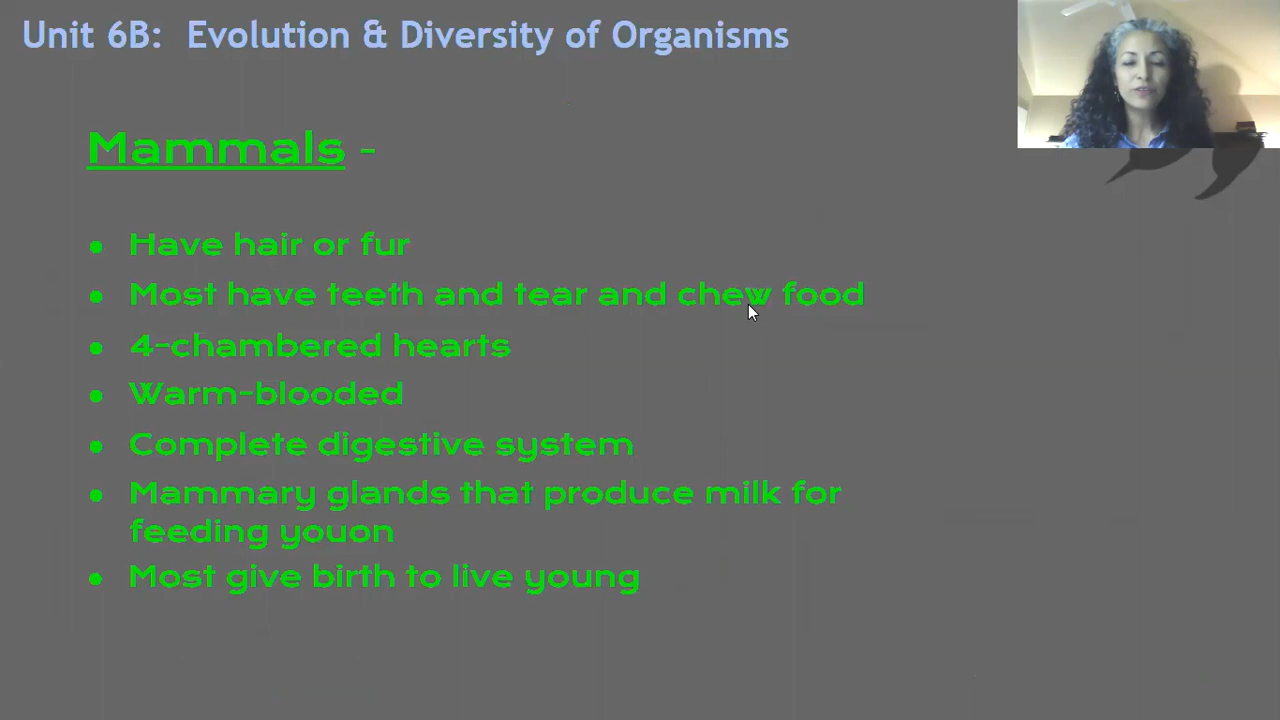 Unit 6B: Evolution & Diversity of Organisms
Mammals -
• Have hair or fur
• Most have teeth and tear and chew food
• 4-chambered hearts
• Warm-blooded
• Complete digestive system
• Mammary glands that produce milk for
feeding youon
• Most give birth to live young